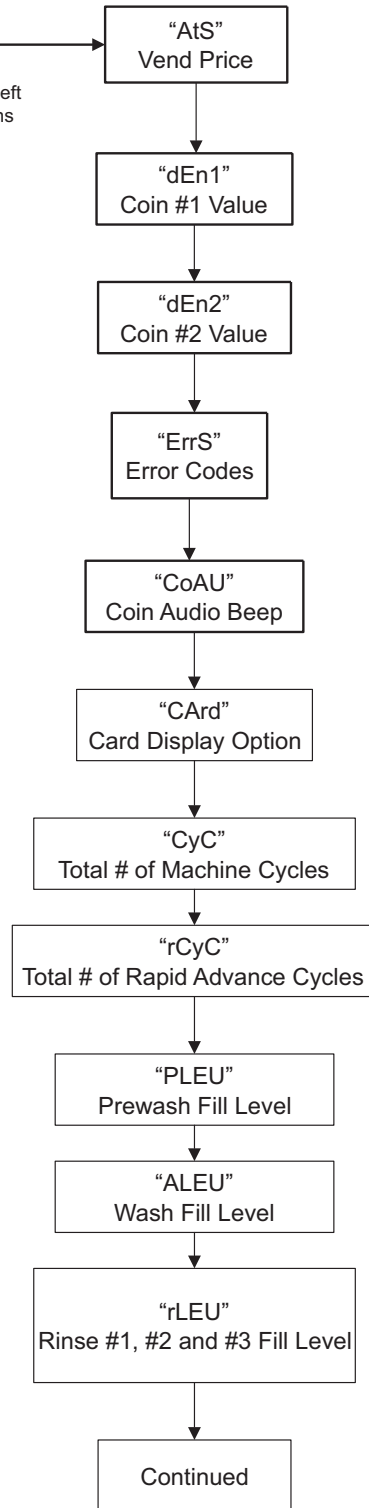 “AtS”
Vend Price
eft
ns
“dEn1”
Coin #1 Value
“dEn2”
Coin #2 Value
“ErrS”
Error Codes
“CoAU”
Coin Audio Beep
“CArd”
Card Display Option
“CyC”
Total # of Machine Cycles
“rCyC”
Total # of Rapid Advance Cycles
“PLEU”
Prewash Fill Level
“ALEU”
Wash Fill Level
“rLEU”
Rinse #1, #2 and #3 Fill Level
Continued